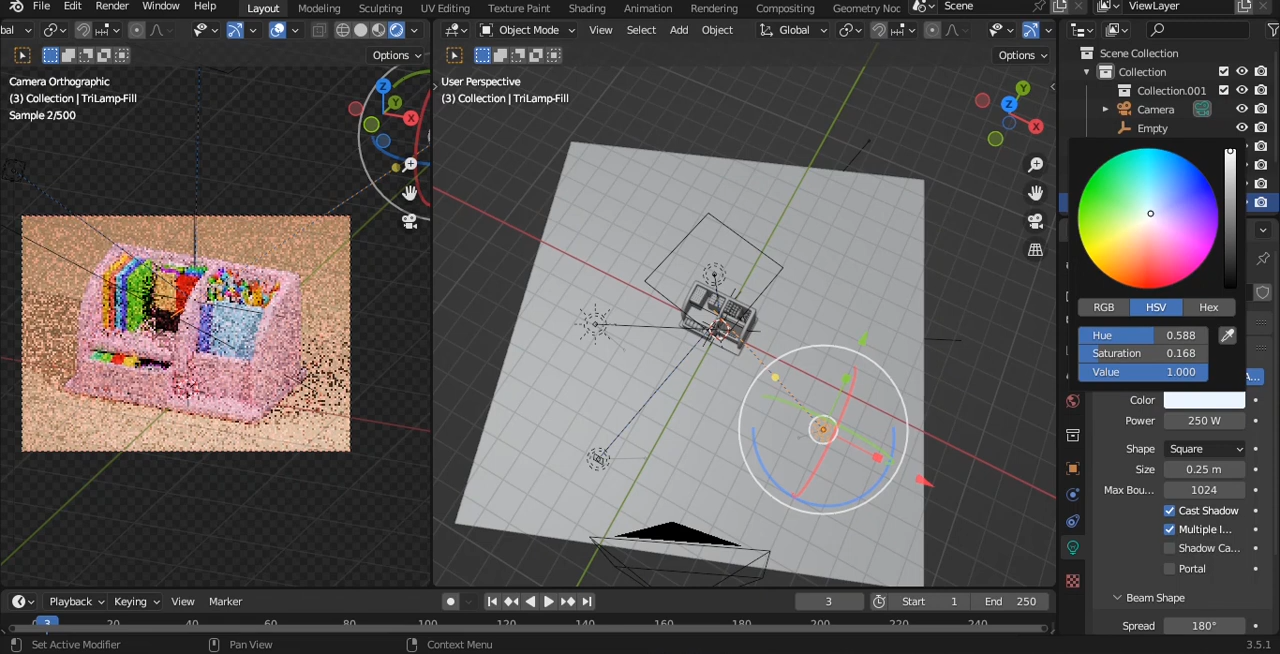 File Edit Render Window Help Layout Modeling Sculpting UV Editing Texture Paint Shading Animation Rendering Compositing Geometry Noc Scene ViewLayer
bal Object Mode View Select Add Object Global
Options Options
Camera Orthographic
(3) Collection | TriLamp-Fill
Sample 2/500
User Perspective
(3) Collection | TriLamp-Fill
Z
Y
X
Y
Z
X
Scene Collection
Collection
Collection.001
Camera
Empty
RGB HSV Hex
Hue 0.588
Saturation 0.168
Value 1.000
A...
Color
Power 250 W
Shape Square
Size 0.25 m
Max Bou... 1024
Cast Shadow
Multiple I...
Shadow Ca...
Portal
Beam Shape
Spread 180°
Playback Keying View Marker 3 Start 1 End 250
3 20 40 60 80 100 120 140 160 180 200 220 240
Set Active Modifier Pan View Context Menu 3.5.1